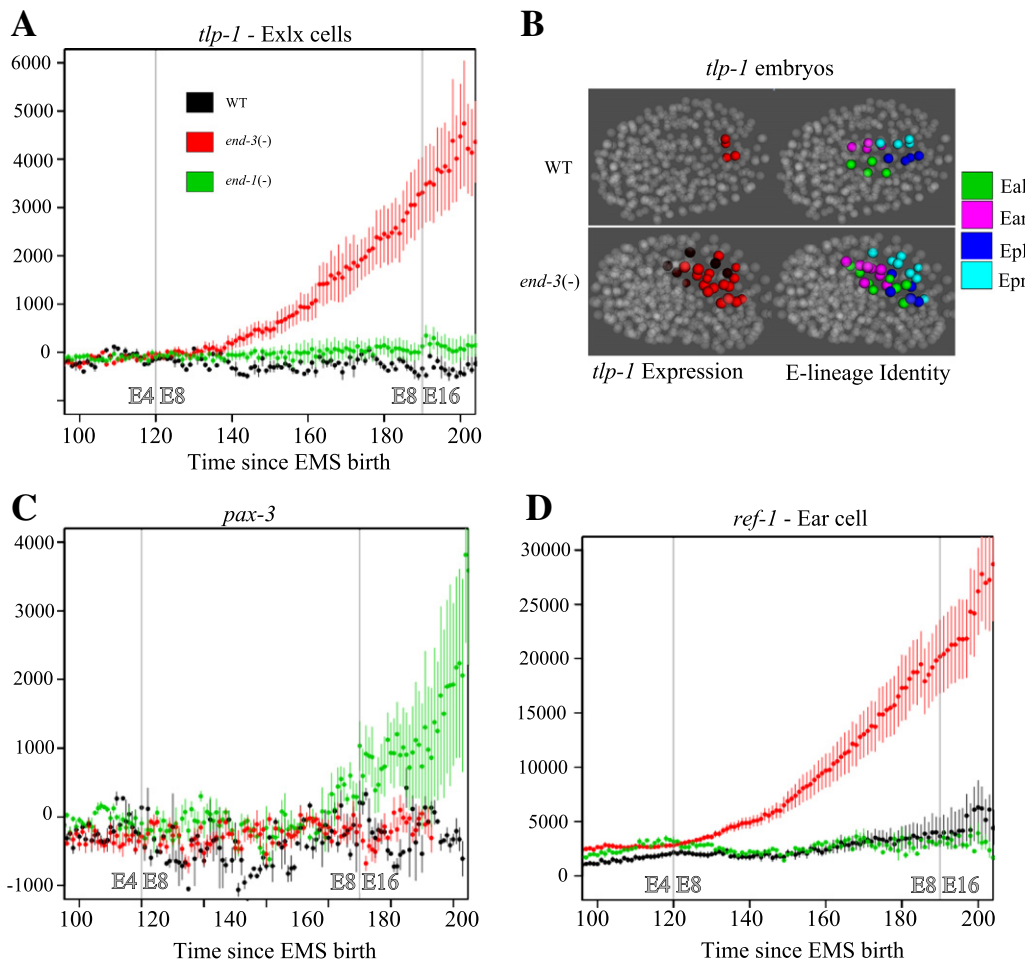 A
tlp-1 - Exlx cells
6000
5000
4000
3000
2000
1000
0
WT
end-3(-)
end-1(-)
E4 E8
E8 E16
100 120 140 160 180 200
Time since EMS birth
B
tlp-1 embryos
WT
end-3(-)
Eal
Ear
Epl
Epr
tlp-1 Expression
E-lineage Identity
C
pax-3
4000
3000
2000
1000
0
-1000
E4 E8
E8 E16
100 120 140 160 180 200
Time since EMS birth
D
ref-1 - Ear cell
30000
25000
20000
15000
10000
5000
0
E4 E8
E8 E16
100 120 140 160 180 200
Time since EMS birth